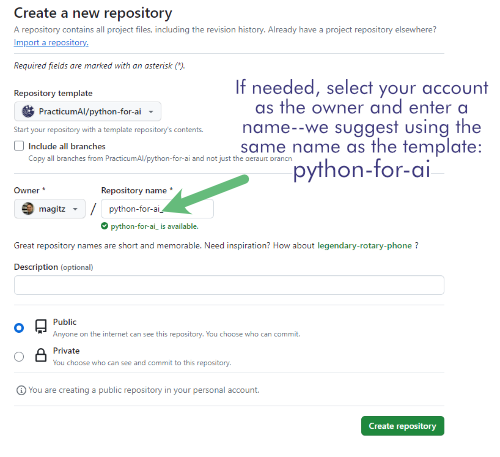 Create a new repository
A repository contains all project files, including the revision history. Already have a project repository elsewhere?
Import a repository.
Required fields are marked with an asterisk (*).
Repository template
PracticumAI/python-for-ai
Start your repository with a template repository's contents.
Include all branches
Copy all branches from PracticumAI/python-for-ai and not just the default branch
If needed, select your account
as the owner and enter a
name--we suggest using the
same name as the template:
python-for-ai
Owner *
Repository name *
magitz
/
python-for-ai_
python-for-ai_ is available.
Great repository names are short and memorable. Need inspiration? How about legendary-rotary-phone ?
Description (optional)
Public
Anyone on the internet can see this repository. You choose who can commit.
Private
You choose who can see and commit to this repository.
You are creating a public repository in your personal account.
Create repository